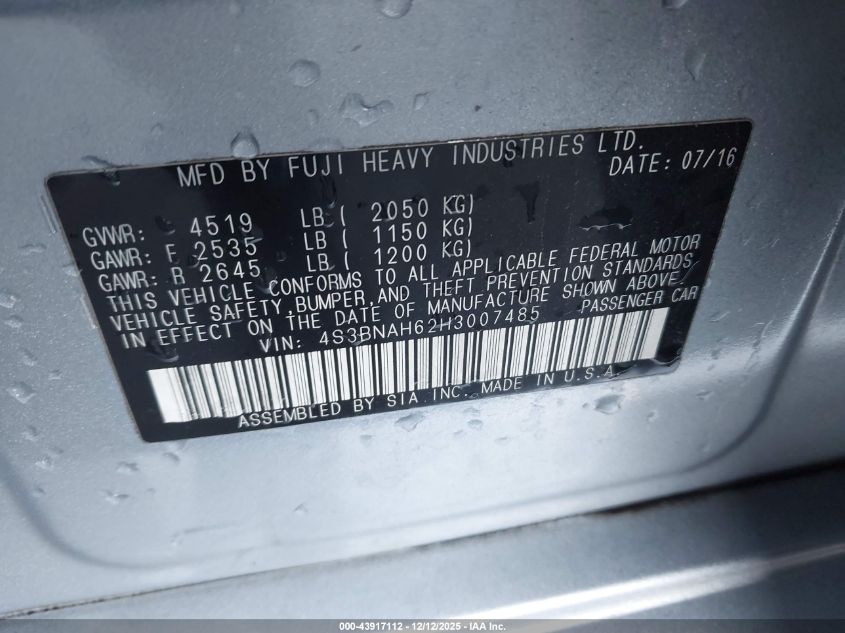 MFD BY FUJI HEAVY INDUSTRIES LTD.
DATE: 07/16
GVWR: 4519 LB ( 2050 KG)
GAWR: F 2535 LB ( 1150 KG)
GAWR: R 2645 LB ( 1200 KG)
THIS VEHICLE CONFORMS TO ALL APPLICABLE FEDERAL MOTOR
VEHICLE SAFETY,BUMPER,AND THEFT PREVENTION STANDARDS
IN EFFECT ON THE DATE OF MANUFACTURE SHOWN ABOVE.
VIN: 4S3BNAH62H3007485 PASSENGER CAR
ASSEMBLED BY SIA INC. MADE IN U.S.A
000-43917112 - 12/12/2025 - IAA Inc.